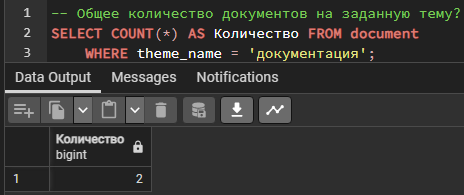 1 -- Общее количество документов на заданную тему?
2 SELECT COUNT(*) AS Количество FROM document
3 WHERE theme_name = 'документация';
Data Output Messages Notifications
Количество
bigint
1 2